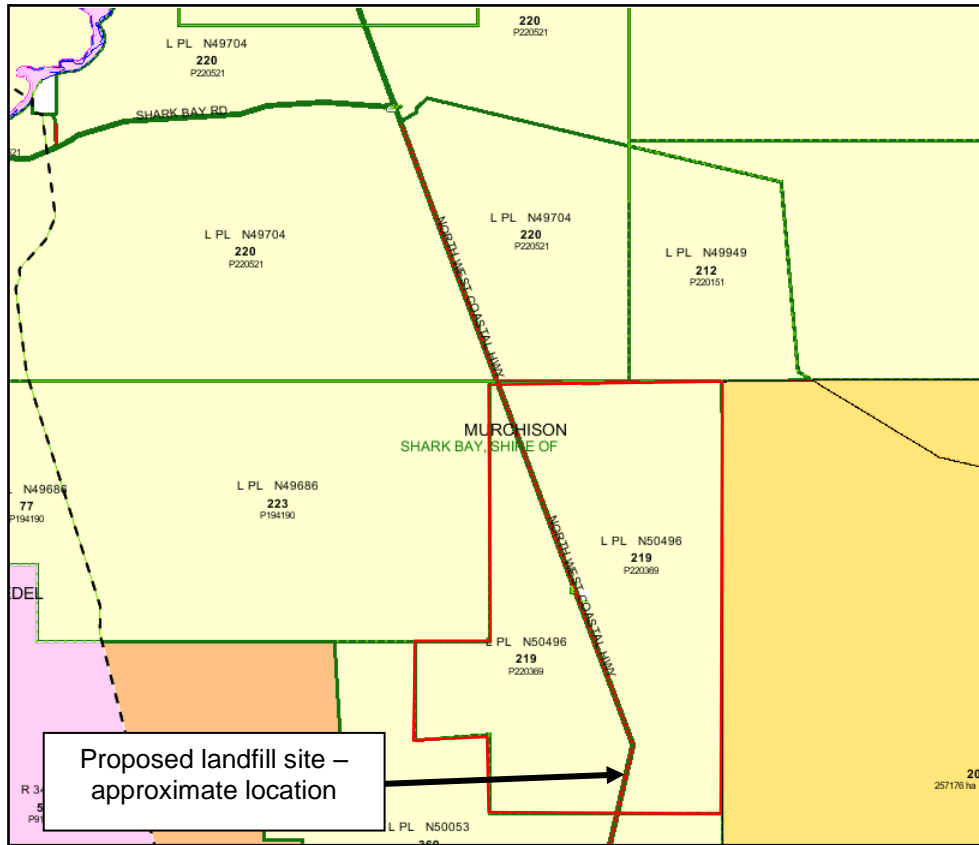 220
P220521
L PL N49704
220
P220521
SHARK BAY RD
L PL N49704
220
P220521
L PL N49704
220
P220521
L PL N49949
212
P220151
NORTH WEST COASTAL HWY
MURCHISON
SHARK BAY, SHIRE OF
N49686
77
P194190
L PL N49686
223
P194190
NORTH WEST COASTAL HWY
L PL N50496
219
P220369
L PL N50496
219
P220369
Proposed landfill site –
approximate location
257176 ha
L PL N50053